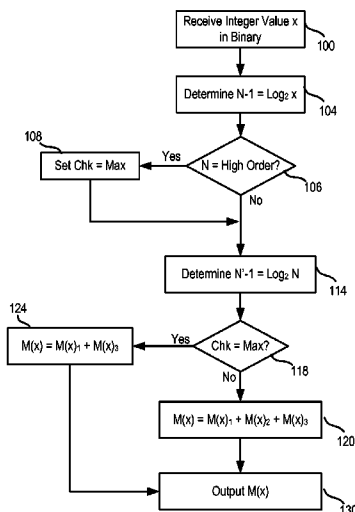 Receive Integer Value x
in Binary
100
Determine N-1 = Log₂ x
104
108
Set Chk = Max
Yes
N = High Order?
106
No
Determine N'-1 = Log₂ N
114
124
M(x) = M(x)₁ + M(x)₃
Yes
Chk = Max?
118
No
M(x) = M(x)₁ + M(x)₂ + M(x)₃
120
Output M(x)
130